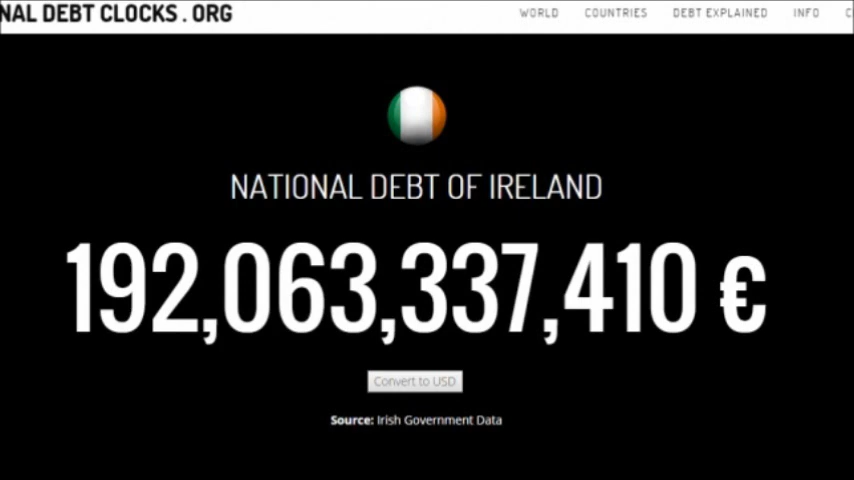 NAL DEBT CLOCKS . ORG
WORLD COUNTRIES DEBT EXPLAINED INFO C
NATIONAL DEBT OF IRELAND
192,063,337,410 €
Convert to USD
Source: Irish Government Data